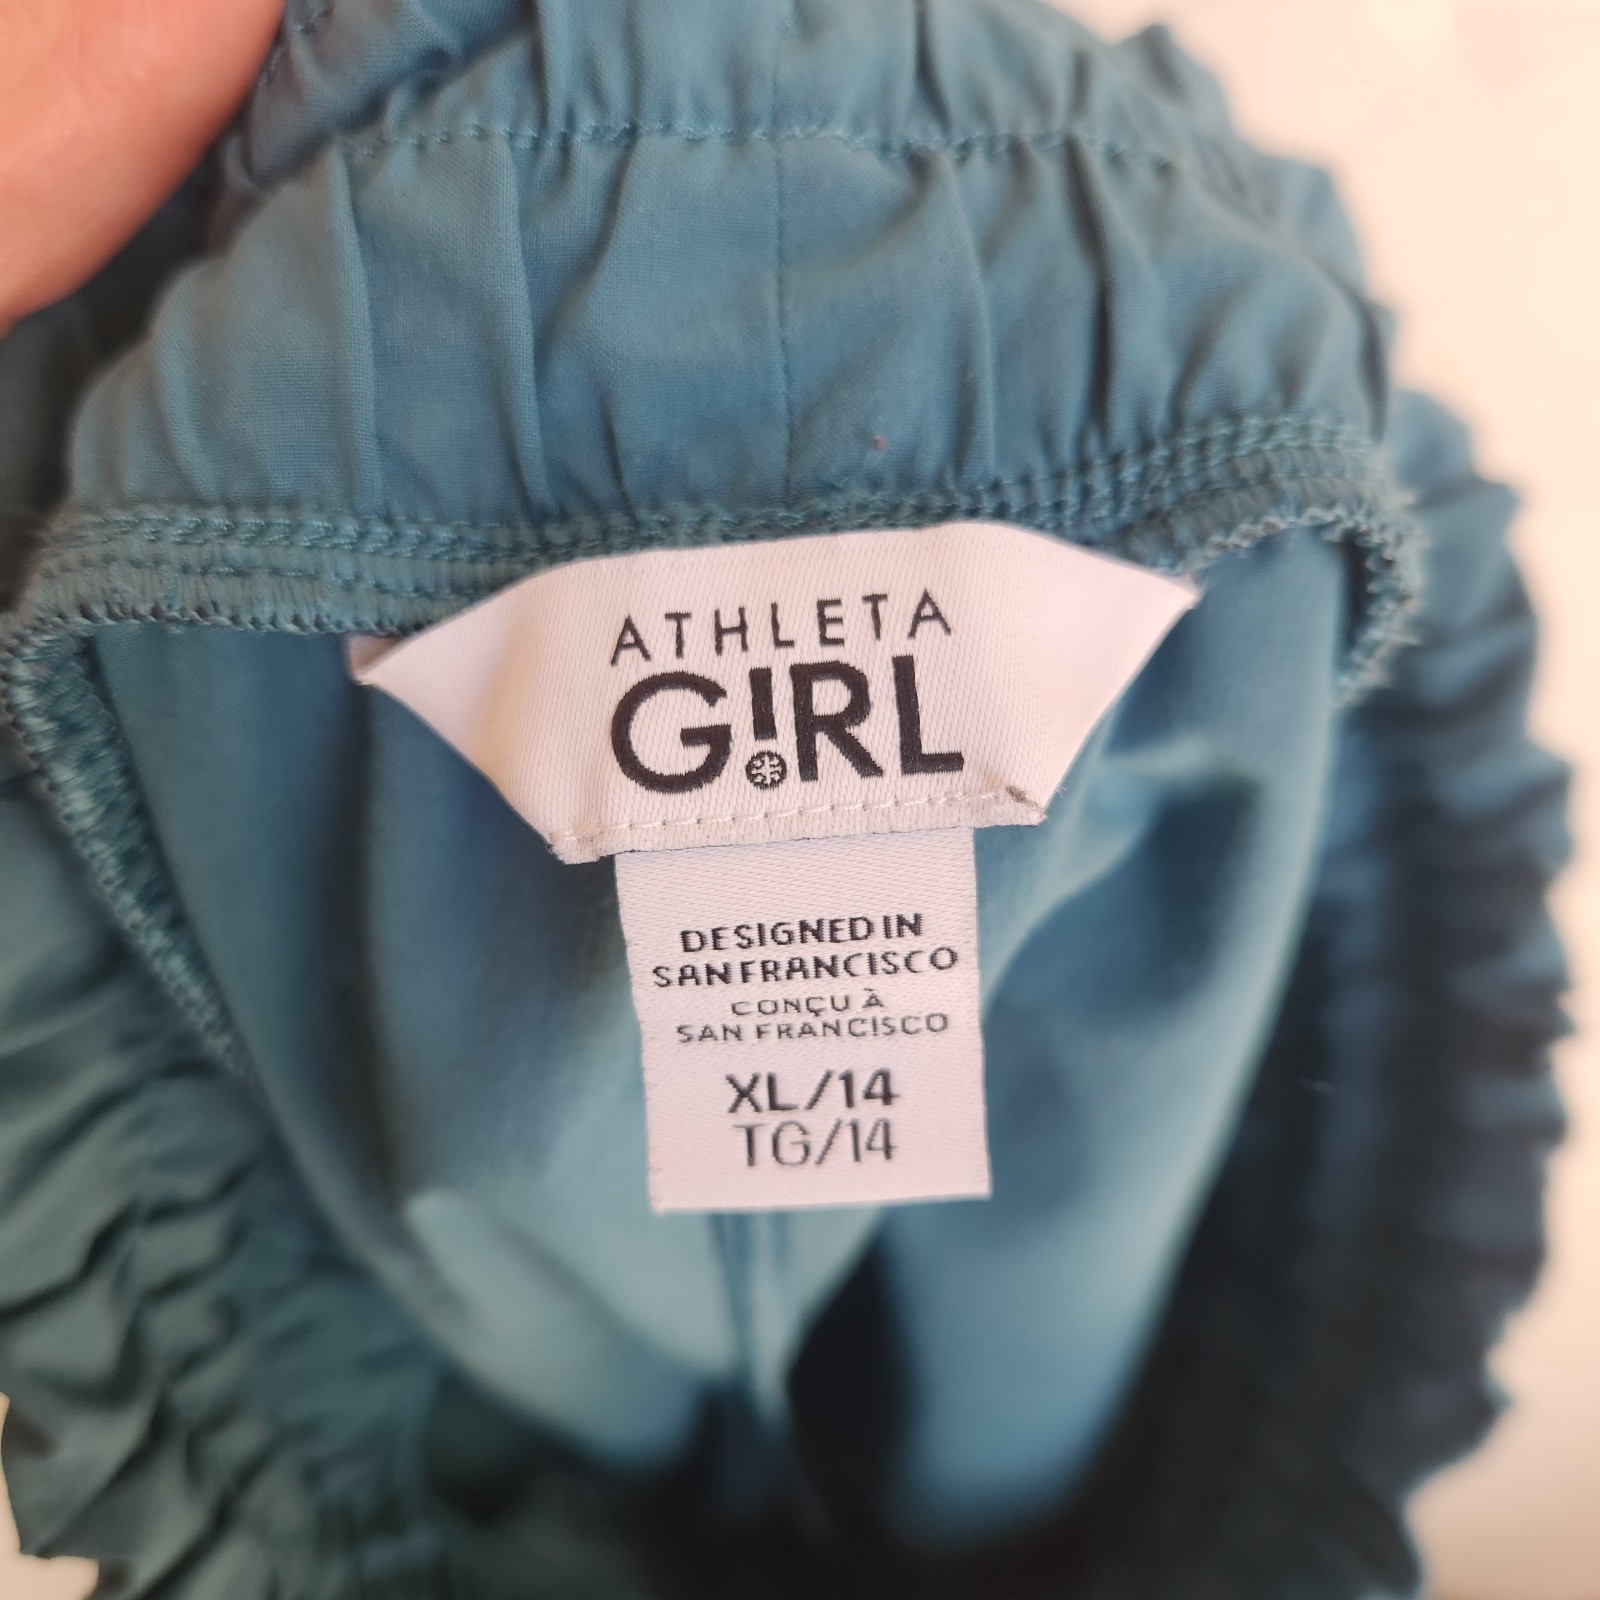 ATHLETA
G!RL
DESIGNED IN
SAN FRANCISCO
CONÇU À
SAN FRANCISCO
XL/14
TG/14